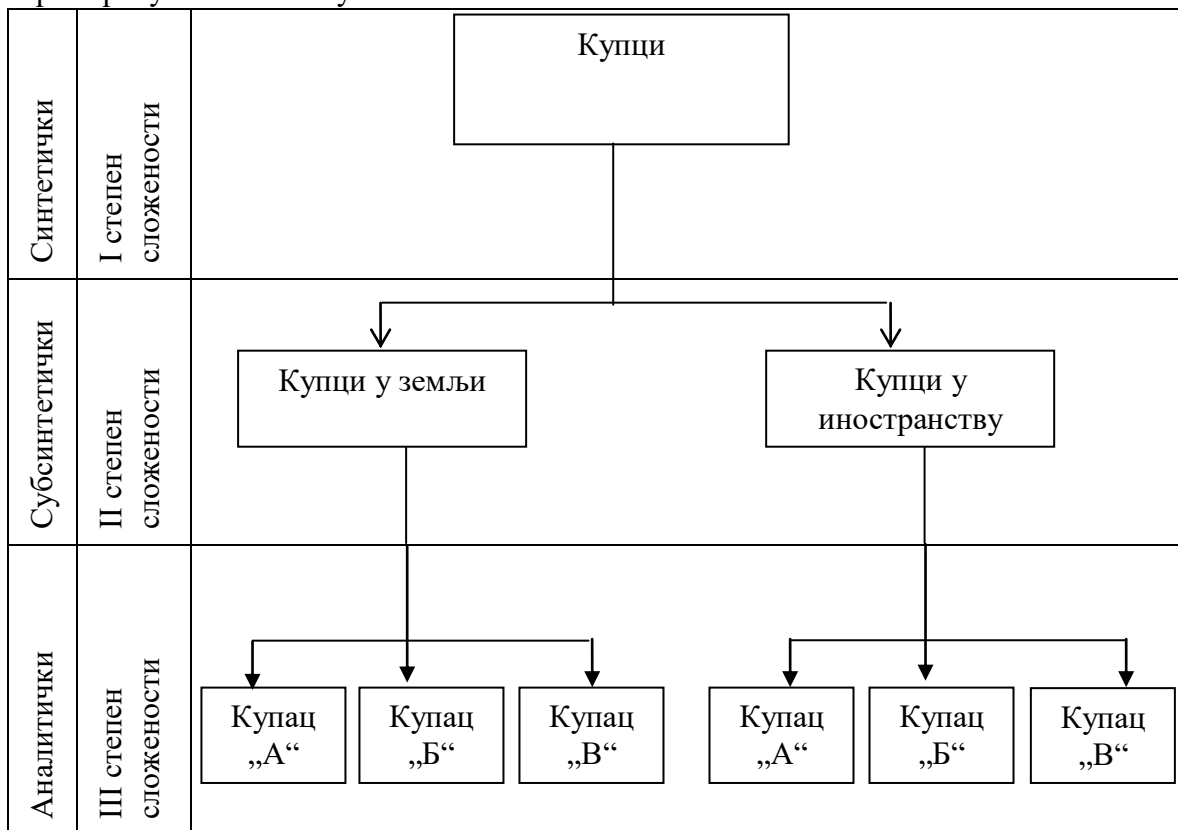 Купци
Синтетички
I степен
сложености
Купци у земљи
Купци у
иностранству
Субсинтетички
II степен
сложености
Купац
„А“
Купац
„Б“
Купац
„В“
Купац
„А“
Купац
„Б“
Купац
„В“
Аналитички
III степен
сложености